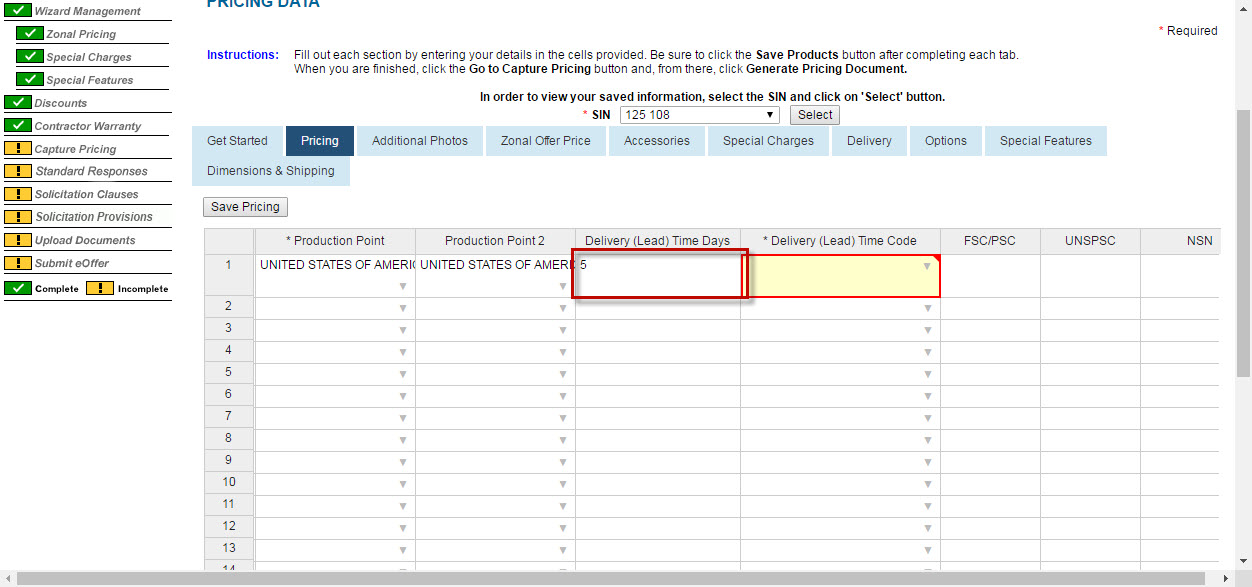 PRICING DATA
Wizard Management
Zonal Pricing
Special Charges
Special Features
Discounts
Contractor Warranty
Capture Pricing
Standard Responses
Solicitation Clauses
Solicitation Provisions
Upload Documents
Submit eOffer
Complete ! Incomplete
* Required
Instructions: Fill out each section by entering your details in the cells provided. Be sure to click the Save Products button after completing each tab.
When you are finished, click the Go to Capture Pricing button and, from there, click Generate Pricing Document.
In order to view your saved information, select the SIN and click on 'Select' button.
* SIN 125 108 Select
Get Started Pricing Additional Photos Zonal Offer Price Accessories Special Charges Delivery Options Special Features
Dimensions & Shipping
Save Pricing
* Production Point Production Point 2 Delivery (Lead) Time Days * Delivery (Lead) Time Code FSC/PSC UNSPSC NSN
1 UNITED STATES OF AMERIC UNITED STATES OF AMERI 5
2
3
4
5
6
7
8
9
10
11
12
13
14